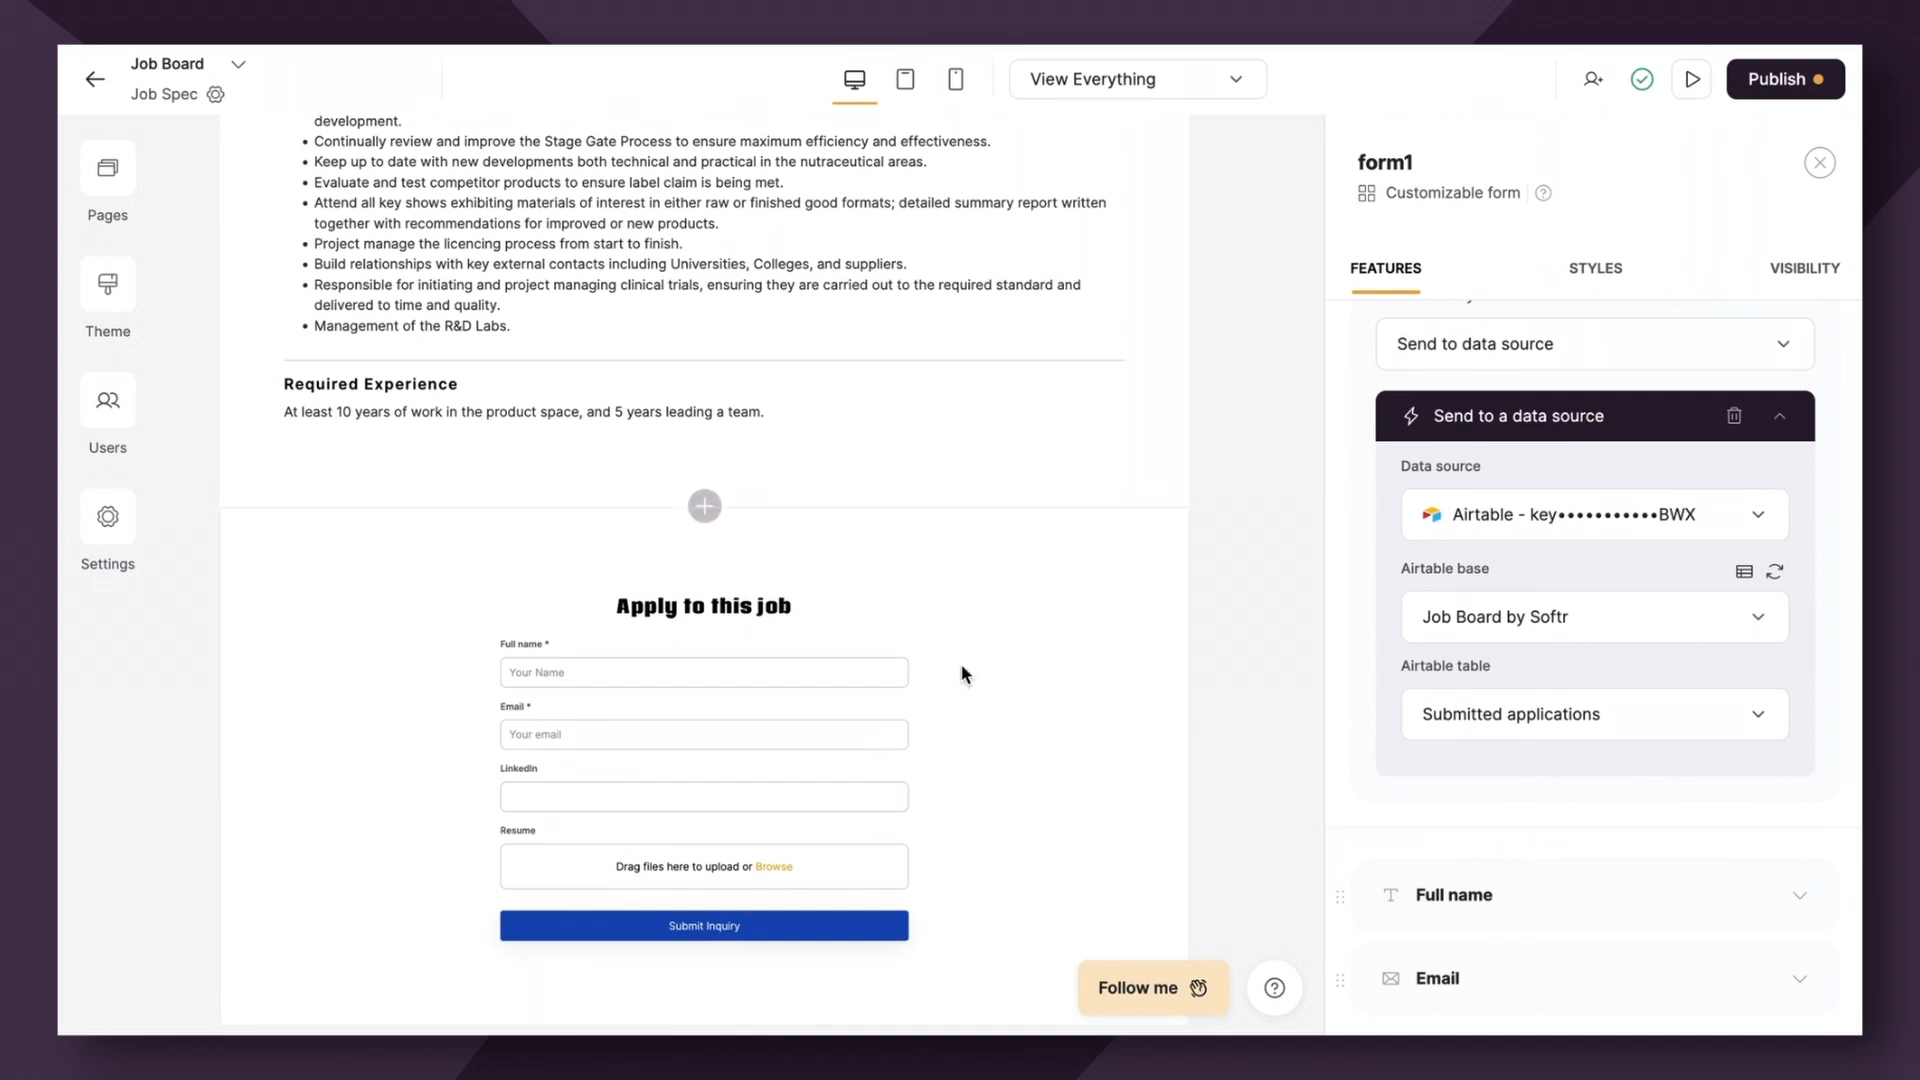 Job Board
Job Spec
View Everything
Publish
Pages
Theme
Users
Settings
development.
• Continually review and improve the Stage Gate Process to ensure maximum efficiency and effectiveness.
• Keep up to date with new developments both technical and practical in the nutraceutical areas.
• Evaluate and test competitor products to ensure label claim is being met.
• Attend all key shows exhibiting materials of interest in either raw or finished good formats; detailed summary report written
together with recommendations for improved or new products.
• Project manage the licencing process from start to finish.
• Build relationships with key external contacts including Universities, Colleges, and suppliers.
• Responsible for initiating and project managing clinical trials, ensuring they are carried out to the required standard and
delivered to time and quality.
• Management of the R&D Labs.
Required Experience
At least 10 years of work in the product space, and 5 years leading a team.
Apply to this job
Full name *
Your Name
Email *
Your email
LinkedIn
Resume
Drag files here to upload or Browse
Submit Inquiry
Follow me
form1
Customizable form
FEATURES
STYLES
VISIBILITY
Send to data source
Send to a data source
Data source
Airtable - key•••••••••••BWX
Airtable base
Job Board by Softr
Airtable table
Submitted applications
Full name
Email